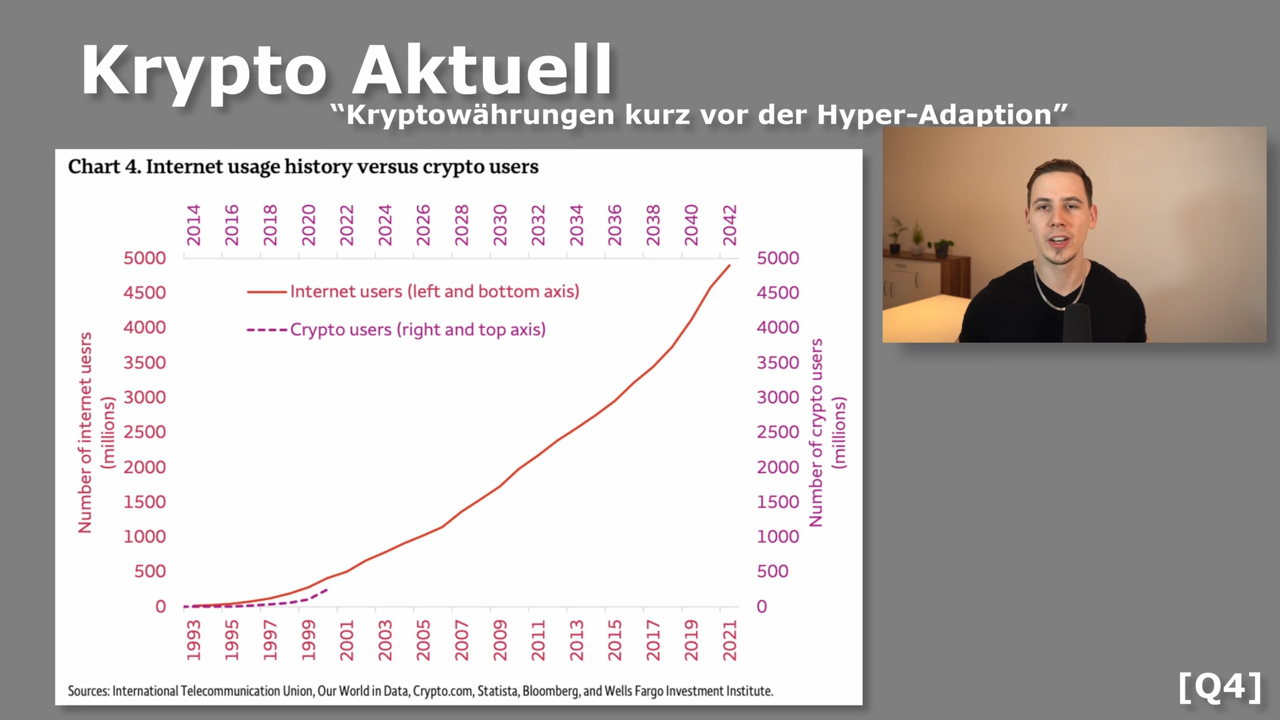 Krypto Aktuell
“Kryptowährungen kurz vor der Hyper-Adaption”
Chart 4. Internet usage history versus crypto users
2014 2016 2018 2020 2022 2024 2026 2028 2030 2032 2034 2036 2038 2040 2042
Internet users (left and bottom axis)
Crypto users (right and top axis)
Number of internet uesrs
(millions)
5000
4500
4000
3500
3000
2500
2000
1500
1000
500
0
5000
4500
4000
3500
3000
2500
2000
1500
1000
500
0
Number of crypto users
(millions)
1993 1995 1997 1999 2001 2003 2005 2007 2009 2011 2013 2015 2017 2019 2021
Sources: International Telecommunication Union, Our World in Data, Crypto.com, Statista, Bloomberg, and Wells Fargo Investment Institute.
[Q4]